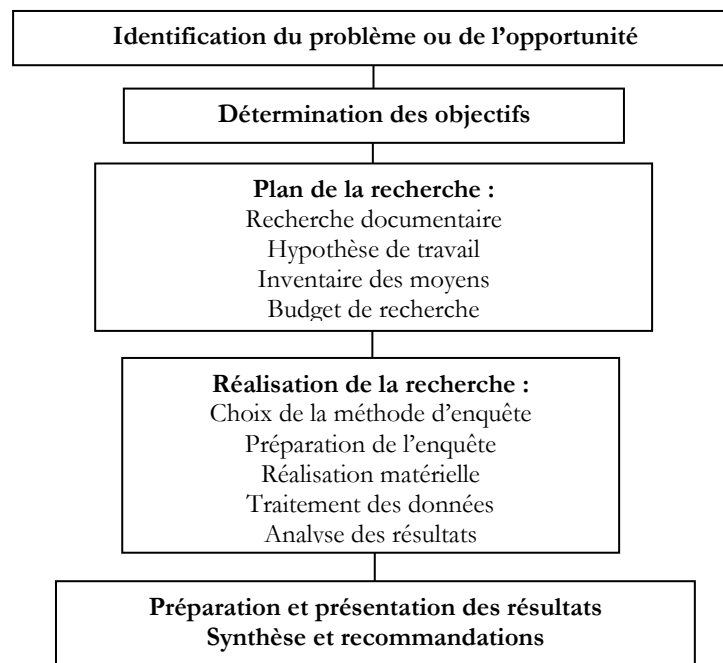 Identification du problème ou de l’opportunité
Détermination des objectifs
Plan de la recherche :
Recherche documentaire
Hypothèse de travail
Inventaire des moyens
Budget de recherche
Réalisation de la recherche :
Choix de la méthode d’enquête
Préparation de l’enquête
Réalisation matérielle
Traitement des données
Analyse des résultats
Préparation et présentation des résultats
Synthèse et recommandations